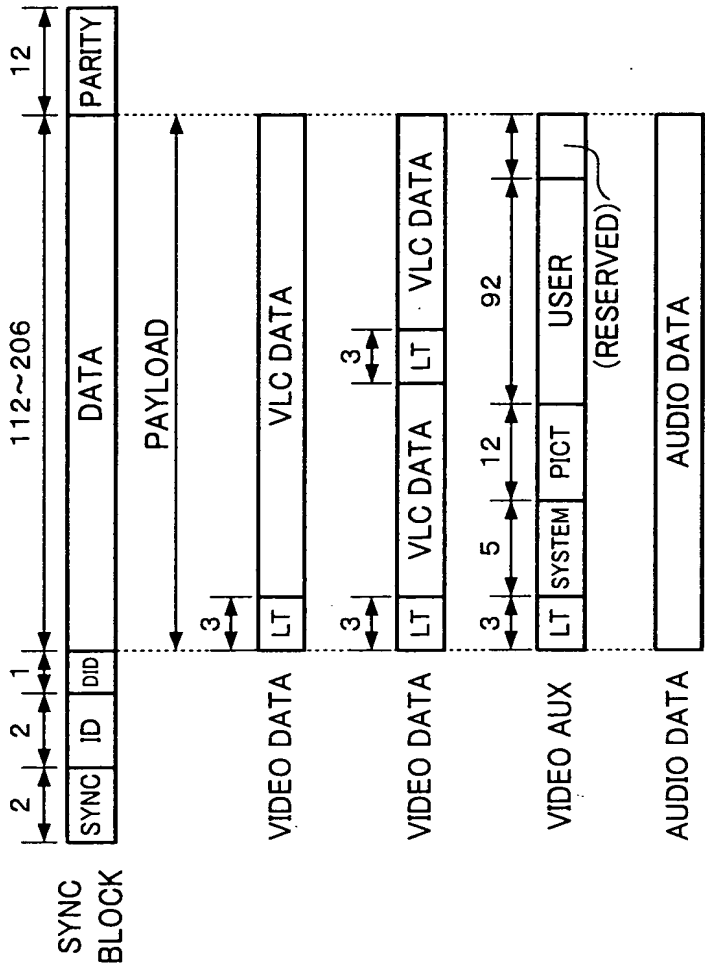 SYNC
BLOCK
2 2 1 112~206 12
SYNC ID DID DATA PARITY
PAYLOAD
3
VIDEO DATA LT VLC DATA
3 3
VIDEO DATA LT VLC DATA LT VLC DATA
3 5 12 92
VIDEO AUX LT SYSTEM PICT USER
(RESERVED)
AUDIO DATA AUDIO DATA